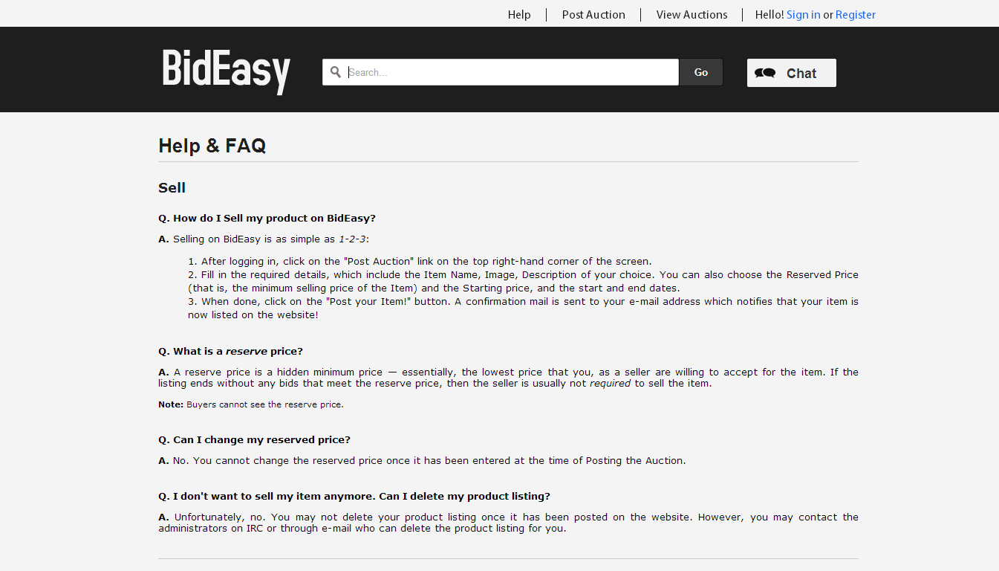 Help
Post Auction
View Auctions
Hello! Sign in or Register
BidEasy
Search...
Go
Chat
Help & FAQ
Sell
Q. How do I Sell my product on BidEasy?
A. Selling on BidEasy is as simple as 1-2-3:
1. After logging in, click on the "Post Auction" link on the top right-hand corner of the screen.
2. Fill in the required details, which include the Item Name, Image, Description of your choice. You can also choose the Reserved Price
(that is, the minimum selling price of the Item) and the Starting price, and the start and end dates.
3. When done, click on the "Post your Item!" button. A confirmation mail is sent to your e-mail address which notifies that your item is
now listed on the website!
Q. What is a reserve price?
A. A reserve price is a hidden minimum price — essentially, the lowest price that you, as a seller are willing to accept for the item. If the
listing ends without any bids that meet the reserve price, then the seller is usually not required to sell the item.
Note: Buyers cannot see the reserve price.
Q. Can I change my reserved price?
A. No. You cannot change the reserved price once it has been entered at the time of Posting the Auction.
Q. I don't want to sell my item anymore. Can I delete my product listing?
A. Unfortunately, no. You may not delete your product listing once it has been posted on the website. However, you may contact the
administrators on IRC or through e-mail who can delete the product listing for you.